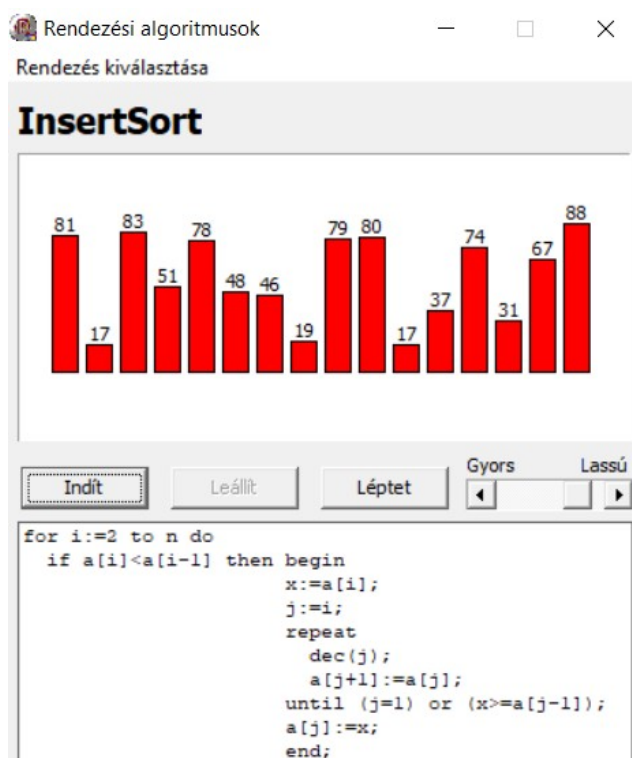 Rendezési algoritmusok
Rendezés kiválasztása
InsertSort
81 17 83 51 78 48 46 19 79 80 17 37 74 31 67 88
Indít Leállít Léptet Gyors Lassú
for i:=2 to n do
if a[i]<a[i-1] then begin
x:=a[i];
j:=i;
repeat
dec(j);
a[j+1]:=a[j];
until (j=1) or (x>=a[j-1]);
a[j]:=x;
end;